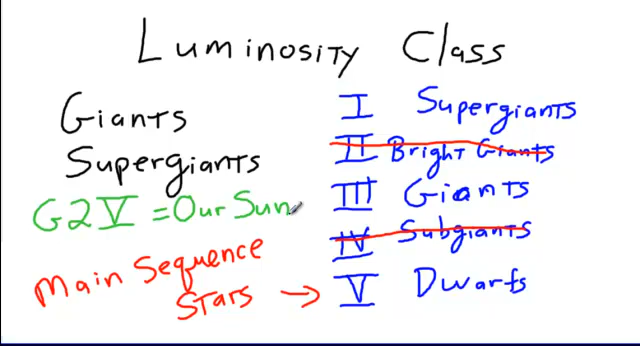 Luminosity Class
Giants
Supergiants
G2V = Our Sun
Main Sequence
Stars →
I Supergiants
II Bright Giants
III Giants
IV Subgiants
V Dwarfs